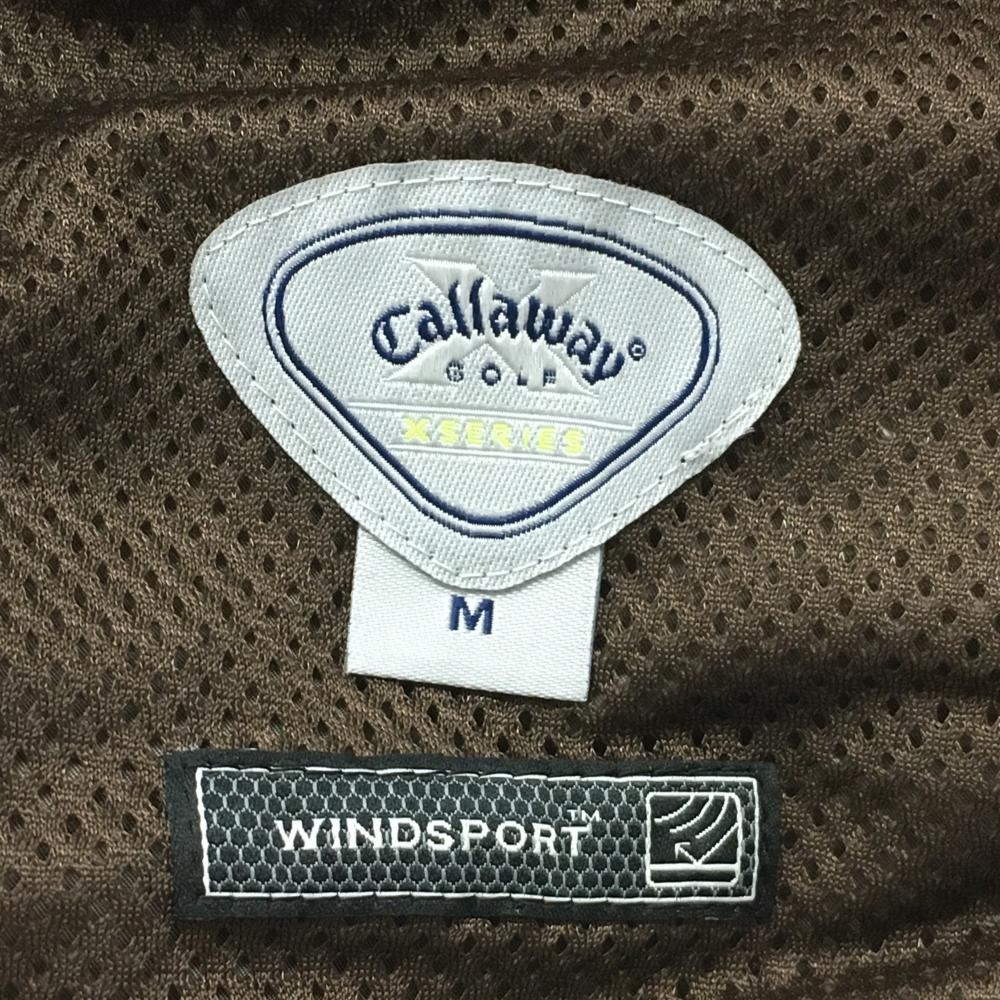 X
Callaway®
GOLF
X SERIES
M
WINDSPORT™